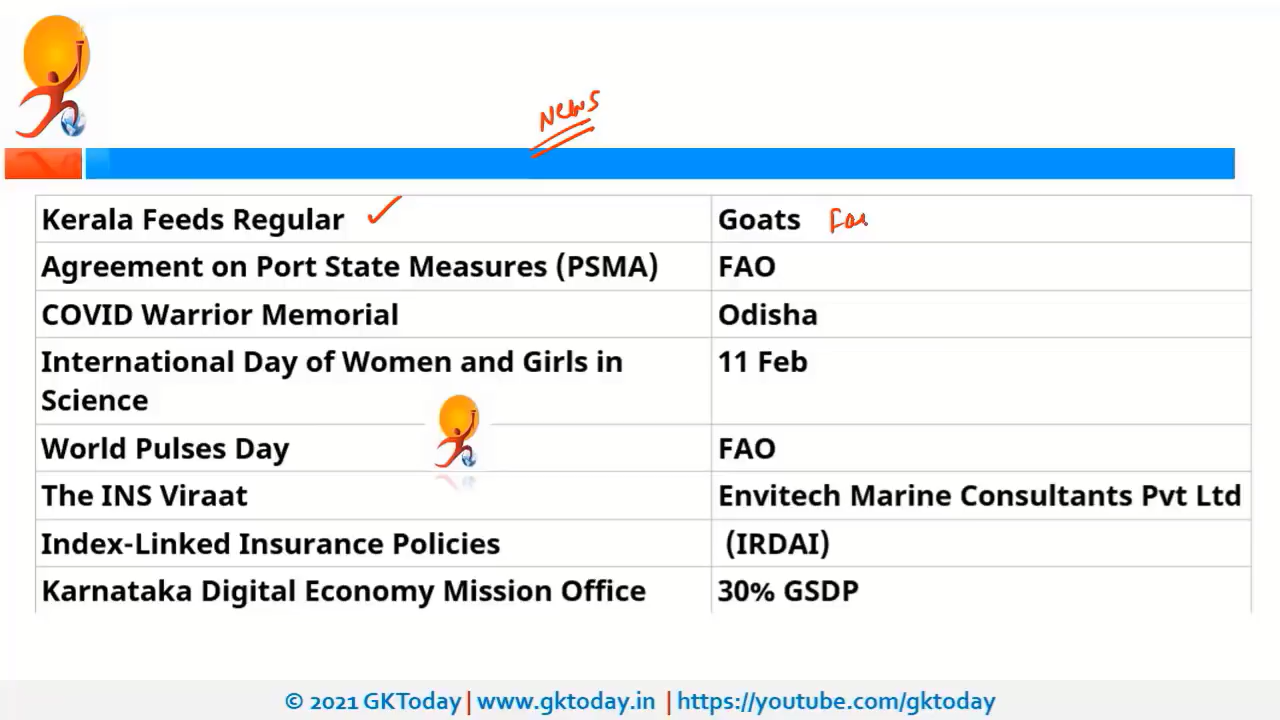 News
Kerala Feeds Regular
Goats
Agreement on Port State Measures (PSMA)
FAO
COVID Warrior Memorial
Odisha
International Day of Women and Girls in
Science
11 Feb
World Pulses Day
FAO
The INS Viraat
Envitech Marine Consultants Pvt Ltd
Index-Linked Insurance Policies
(IRDAI)
Karnataka Digital Economy Mission Office
30% GSDP
© 2021 GKToday | www.gktoday.in | https://youtube.com/gktoday